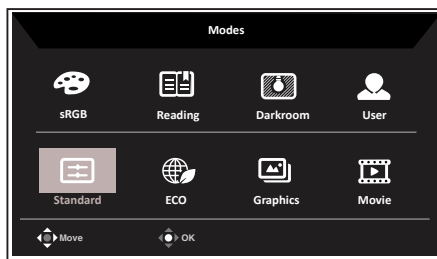 Modes
sRGB Reading Darkroom User
Standard ECO Graphics Movie
Move OK